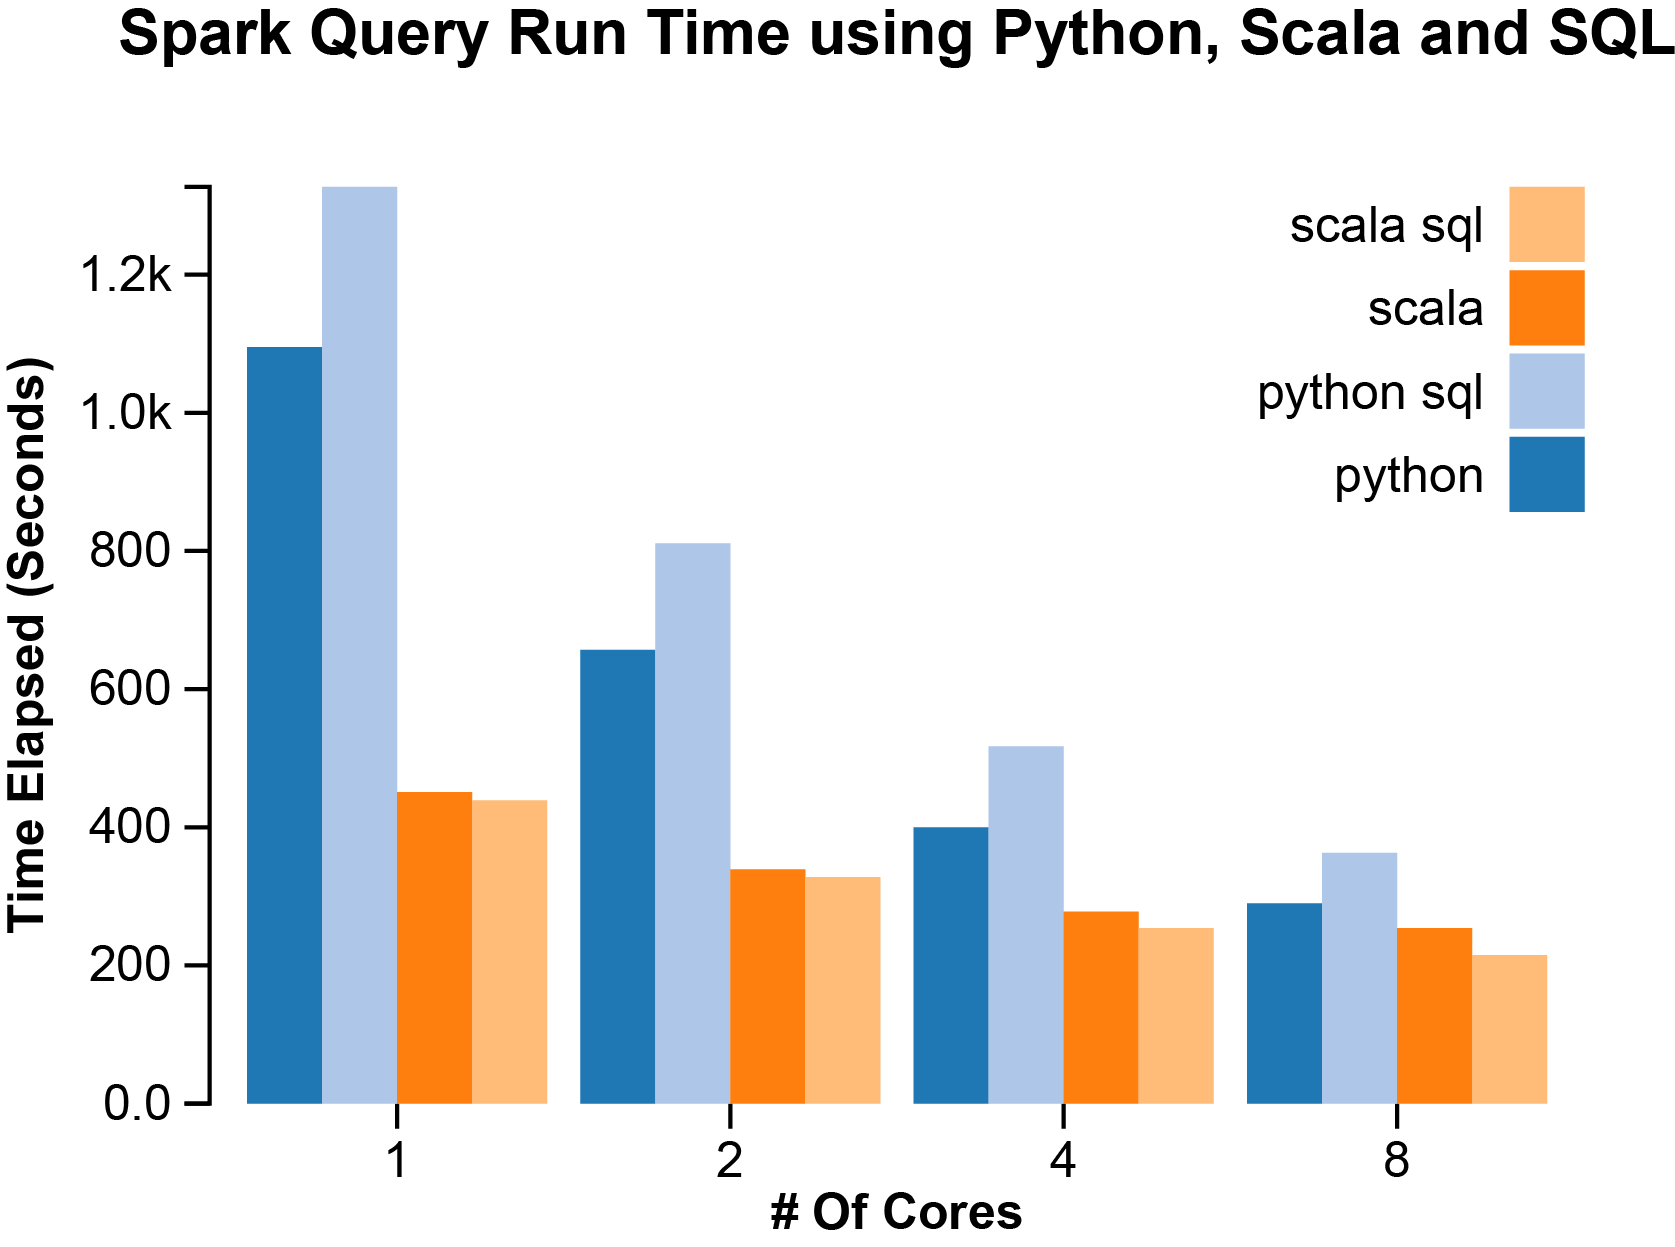 Spark Query Run Time using Python, Scala and SQL
scala sql
scala
python sql
python
Time Elapsed (Seconds)
1.2k
1.0k
800
600
400
200
0.0
1 2 4 8
# Of Cores